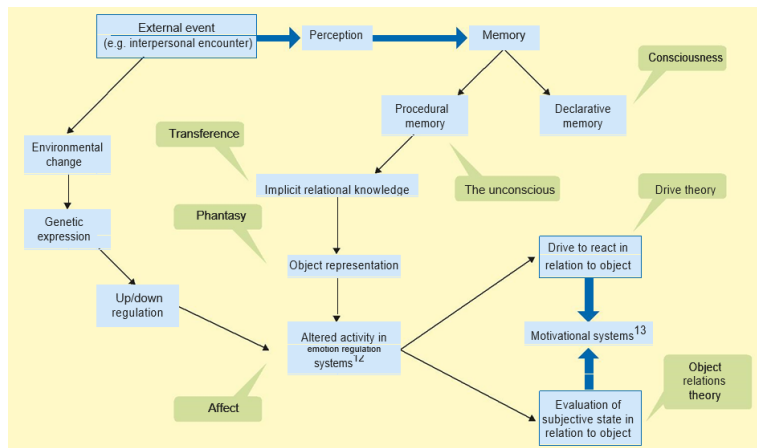 External event
(e.g. interpersonal encounter)
Perception
Memory
Consciousness
Procedural
memory
Declarative
memory
Transference
Environmental
change
Implicit relational knowledge
The unconscious
Drive theory
Phantasy
Genetic
expression
Drive to react in
relation to object
Object representation
Up/down
regulation
Altered activity in
emotion regulation
systems12
Motivational systems13
Affect
Evaluation of
subjective state in
relation to object
Object
relations
theory